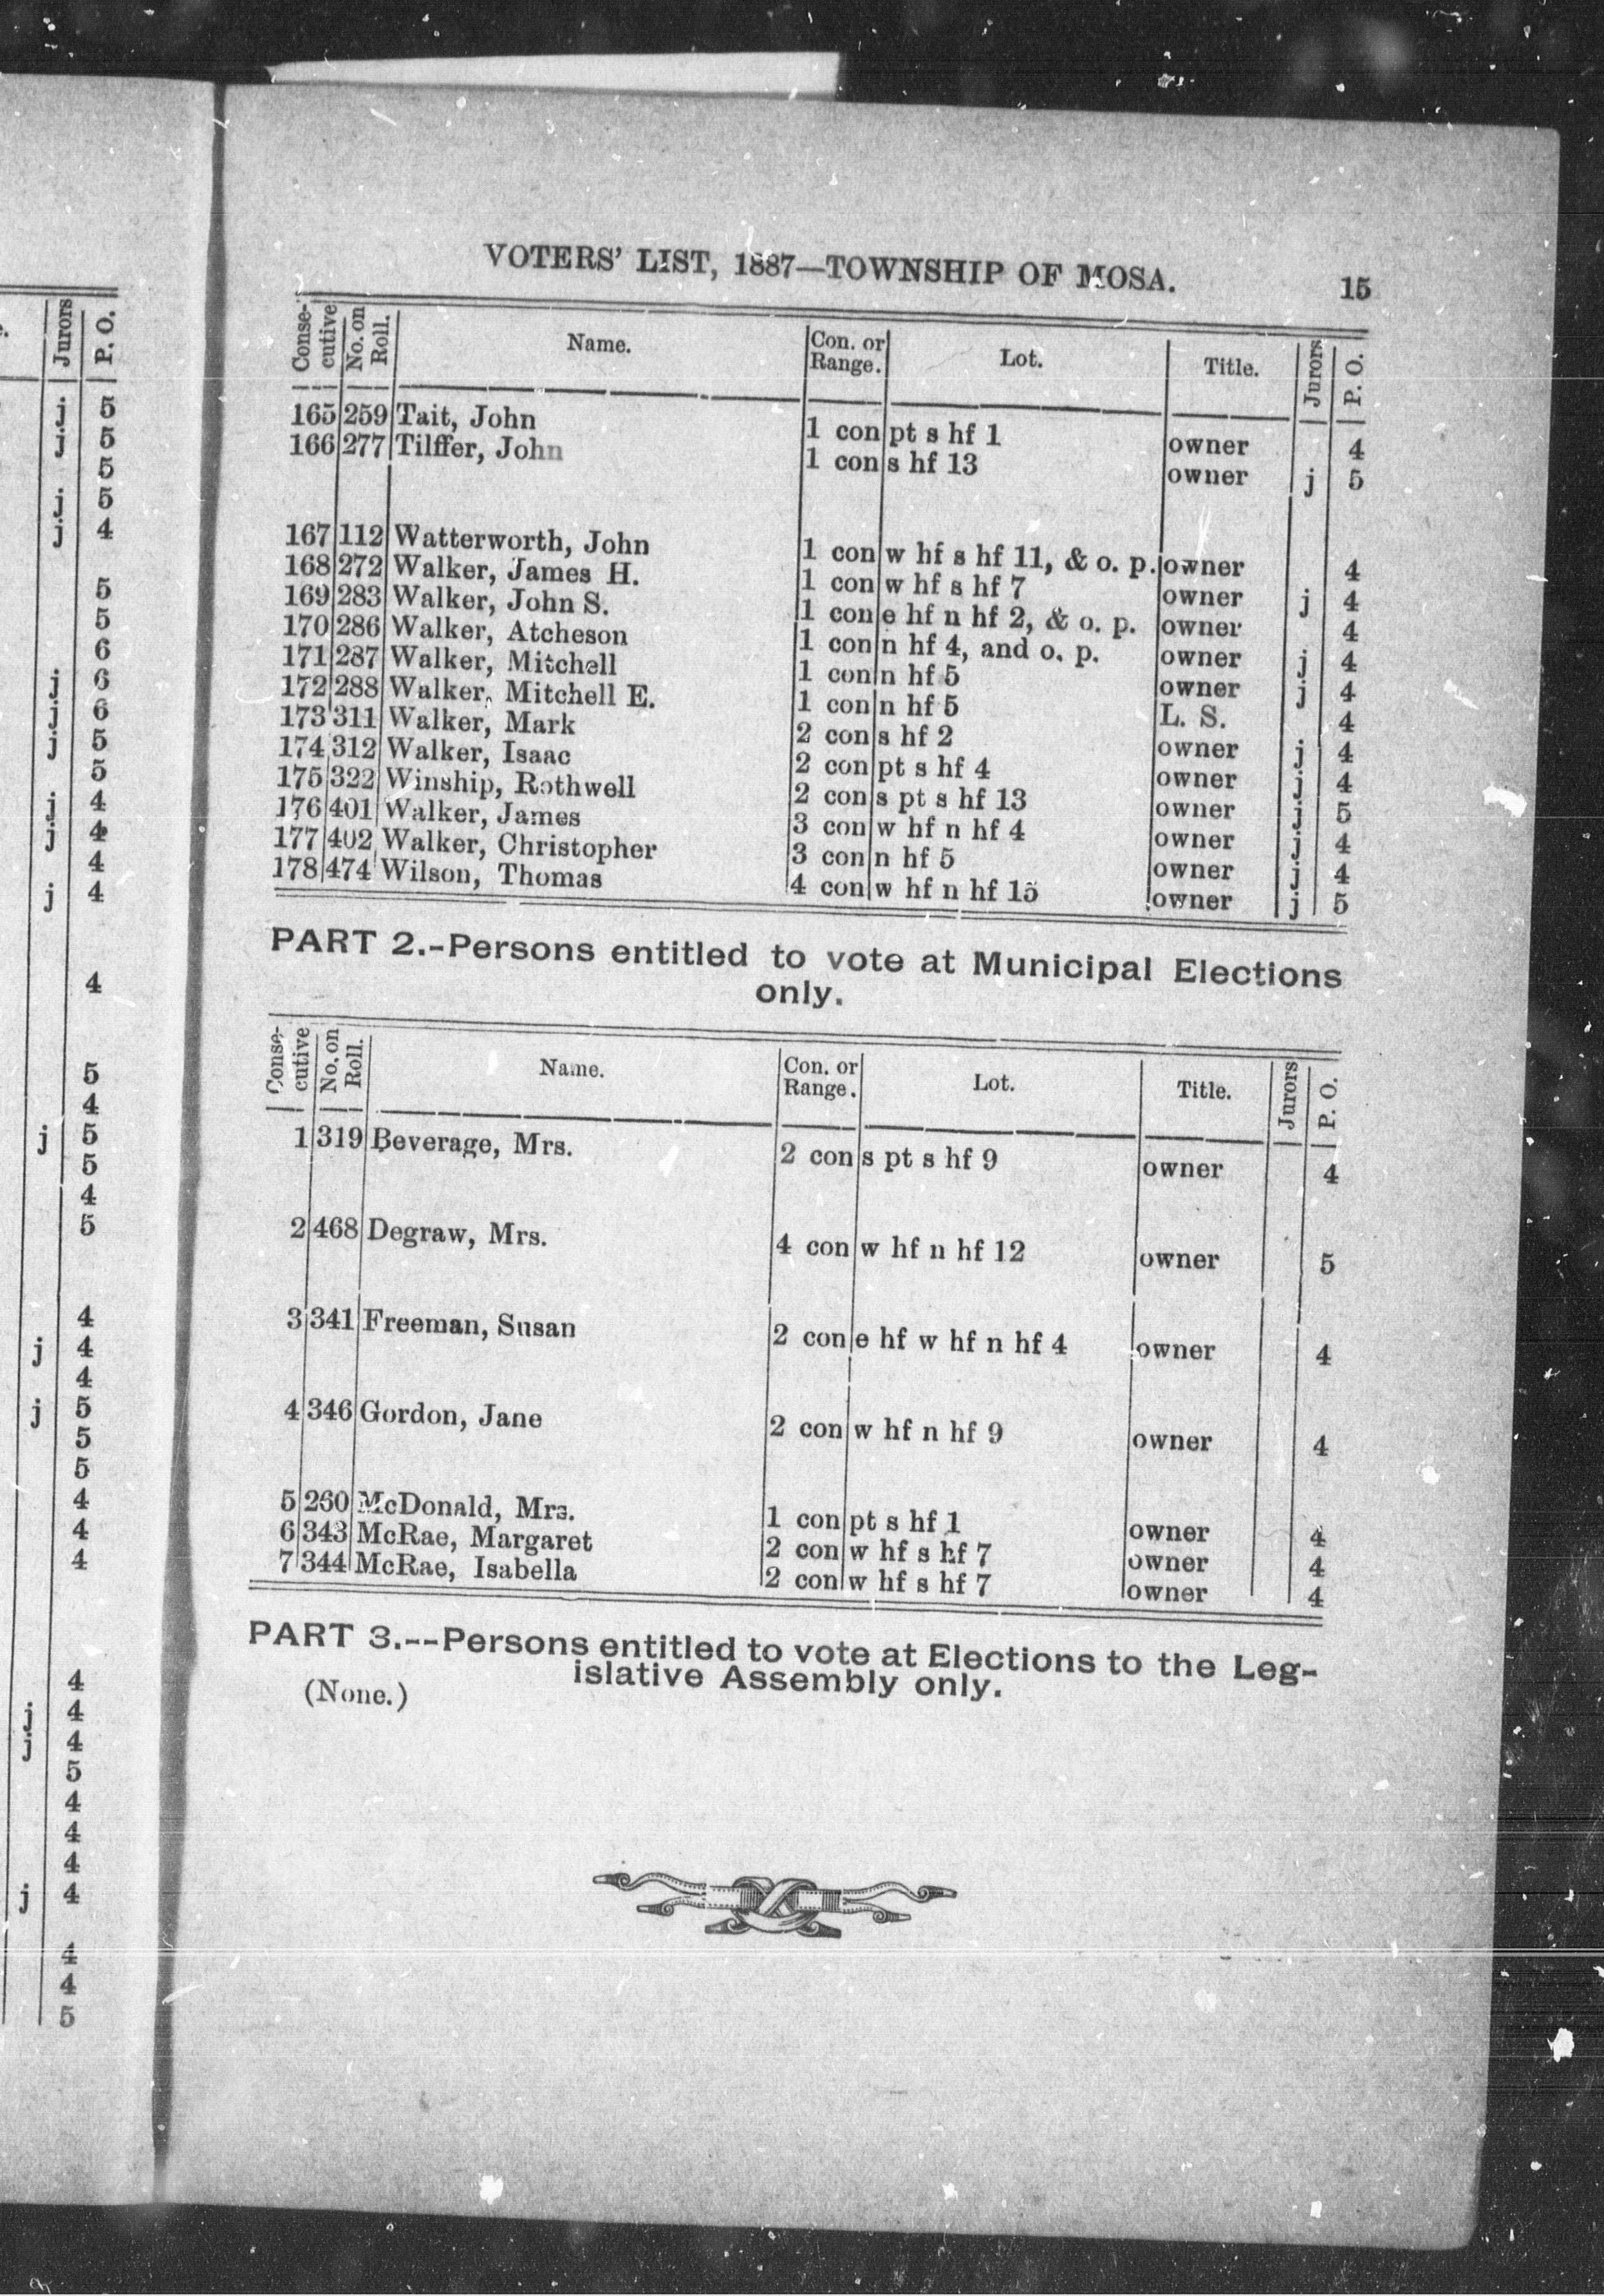 VOTERS' LIST, 1887—TOWNSHIP OF MOSA. 15
Conse- cutive No. on Roll. Name. Con. or Range. Lot. Title. Jurors P. O.
165 259 Tait, John 1 con pt s hf 1 owner 4
166 277 Tilffer, John 1 con s hf 13 owner j 5
167 112 Watterworth, John 1 con w hf s hf 11, & o. p. owner 4
168 272 Walker, James H. 1 con w hf s hf 7 owner j 4
169 283 Walker, John S. 1 con e hf n hf 2, & o. p. owner 4
170 286 Walker, Atcheson 1 con n hf 4, and o. p. owner j 4
171 287 Walker, Mitchell 1 con n hf 5 owner j 4
172 288 Walker, Mitchell E. 1 con n hf 5 L. S. 4
173 311 Walker, Mark 2 con s hf 2 owner j 4
174 312 Walker, Isaac 2 con pt s hf 4 owner j 4
175 322 Winship, Rothwell 2 con s pt s hf 13 owner j 5
176 401 Walker, James 3 con w hf n hf 4 owner j 4
177 402 Walker, Christopher 3 con n hf 5 owner j 4
178 474 Wilson, Thomas 4 con w hf n hf 15 owner j 5
PART 2.-Persons entitled to vote at Municipal Elections
only.
Conse- cutive No. on Roll. Name. Con. or Range. Lot. Title. Jurors P. O.
1 319 Beverage, Mrs. 2 con s pt s hf 9 owner 4
2 468 Degraw, Mrs. 4 con w hf n hf 12 owner 5
3 341 Freeman, Susan 2 con e hf w hf n hf 4 owner 4
4 346 Gordon, Jane 2 con w hf n hf 9 owner 4
5 260 McDonald, Mrs. 1 con pt s hf 1 owner 4
6 343 McRae, Margaret 2 con w hf s hf 7 owner 4
7 344 McRae, Isabella 2 con w hf s hf 7 owner 4
PART 3.--Persons entitled to vote at Elections to the Leg-
islative Assembly only.
(None.)